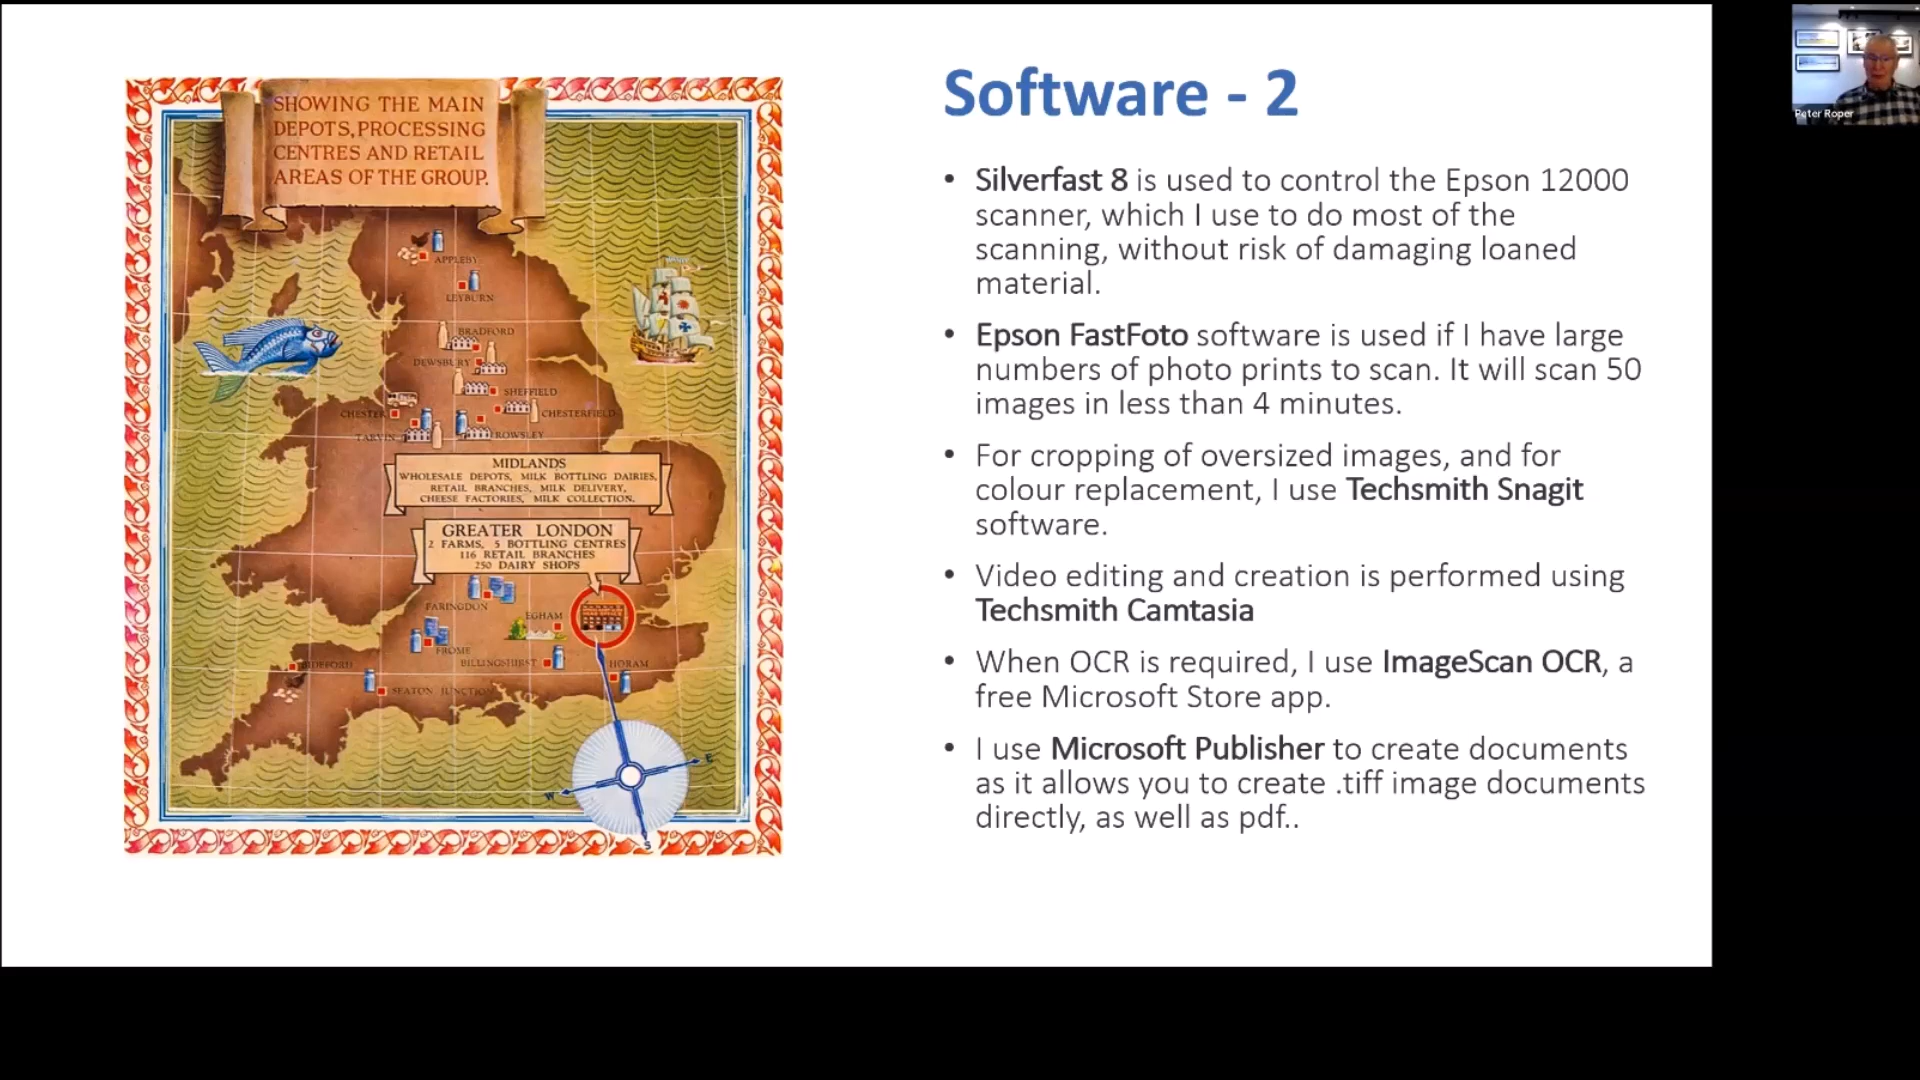 SHOWING THE MAIN
DEPOTS, PROCESSING
CENTRES AND RETAIL
AREAS OF THE GROUP.
APPLEBY
LEYBURN
BRADFORD
DEWSBURY
SHEFFIELD
CHESTER
CHESTERFIELD
TARVIN
ROWSLEY
MIDLANDS
WHOLESALE DEPOTS, MILK BOTTLING DAIRIES,
RETAIL BRANCHES, MILK DELIVERY,
CHEESE FACTORIES, MILK COLLECTION.
GREATER LONDON
2 FARMS, 5 BOTTLING CENTRES
116 RETAIL BRANCHES
250 DAIRY SHOPS
FARINGDON
EGHAM
FROME
BILLINGSHURST
HORAM
BIDEFORD
SEATON JUNCTION
E
W
S
Software - 2
• Silverfast 8 is used to control the Epson 12000
scanner, which I use to do most of the
scanning, without risk of damaging loaned
material.
• Epson FastFoto software is used if I have large
numbers of photo prints to scan. It will scan 50
images in less than 4 minutes.
• For cropping of oversized images, and for
colour replacement, I use Techsmith Snagit
software.
• Video editing and creation is performed using
Techsmith Camtasia
• When OCR is required, I use ImageScan OCR, a
free Microsoft Store app.
• I use Microsoft Publisher to create documents
as it allows you to create .tiff image documents
directly, as well as pdf..
Peter Roper